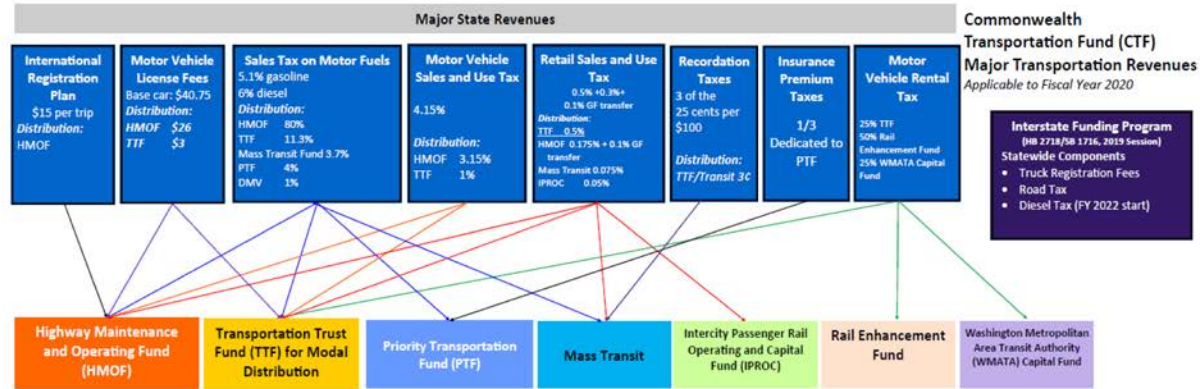 Major State Revenues
Commonwealth
Transportation Fund (CTF)
Major Transportation Revenues
Applicable to Fiscal Year 2020
International
Registration
Plan
$15 per trip
Distribution:
HMOF
Motor Vehicle
License Fees
Base car: $40.75
Distribution:
HMOF $26
TTF $3
Sales Tax on Motor Fuels
5.1% gasoline
6% diesel
Distribution:
HMOF 80%
TTF 11.3%
Mass Transit Fund 3.7%
PTF 4%
DMV 1%
Motor Vehicle
Sales and Use Tax
4.15%
Distribution:
HMOF 3.15%
TTF 1%
Retail Sales and Use
Tax
0.5% +0.3%+
0.1% GF transfer
Distribution:
TTF 0.5%
HMOF 0.175% + 0.1% GF
transfer
Mass Transit 0.075%
IPROC 0.05%
Recordation
Taxes
3 of the
25 cents per
$100
Distribution:
TTF/Transit 3¢
Insurance
Premium
Taxes
1/3
Dedicated to
PTF
Motor
Vehicle Rental
Tax
25% TTF
50% Rail
Enhancement Fund
25% WMATA Capital
Fund
Interstate Funding Program
(HB 2718/SB 1716, 2019 Session)
Statewide Components
• Truck Registration Fees
• Road Tax
• Diesel Tax (FY 2022 start)
Highway Maintenance
and Operating Fund
(HMOF)
Transportation Trust
Fund (TTF) for Modal
Distribution
Priority Transportation
Fund (PTF)
Mass Transit
Intercity Passenger Rail
Operating and Capital
Fund (IPROC)
Rail Enhancement
Fund
Washington Metropolitan
Area Transit Authority
(WMATA) Capital Fund